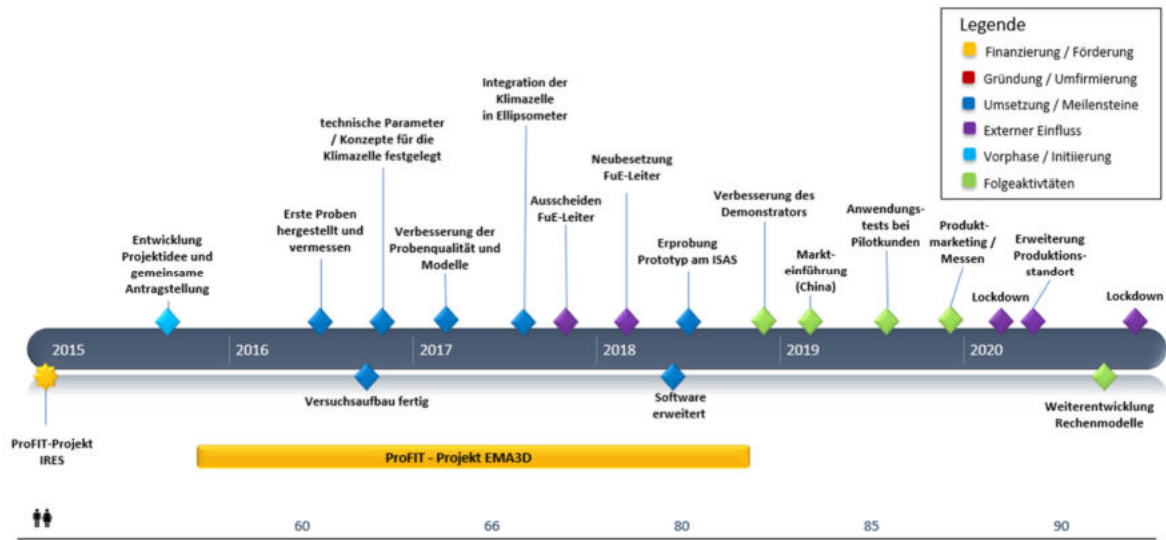 Legende
Finanzierung / Förderung
Gründung / Umfirmierung
Umsetzung / Meilensteine
Externer Einfluss
Vorphase / Initiierung
Folgeaktivtäten
Entwicklung
Projektidee und
gemeinsame
Antragstellung
Erste Proben
hergestellt und
vermessen
technische Parameter
/ Konzepte für die
Klimazelle festgelegt
Verbesserung der
Probenqualität und
Modelle
Integration der
Klimazelle
in Ellipsometer
Ausscheiden
FuE-Leiter
Neubesetzung
FuE-Leiter
Erprobung
Prototyp am ISAS
Verbesserung des
Demonstrators
Markt-
einführung
(China)
Anwendungs-
tests bei
Pilotkunden
Produkt-
marketing /
Messen
Lockdown
Erweiterung
Produktions-
standort
Lockdown
2015
2016
2017
2018
2019
2020
ProFIT-Projekt
IRES
Versuchsaufbau fertig
Software
erweitert
Weiterentwicklung
Rechenmodelle
ProFIT - Projekt EMA3D
60
66
80
85
90